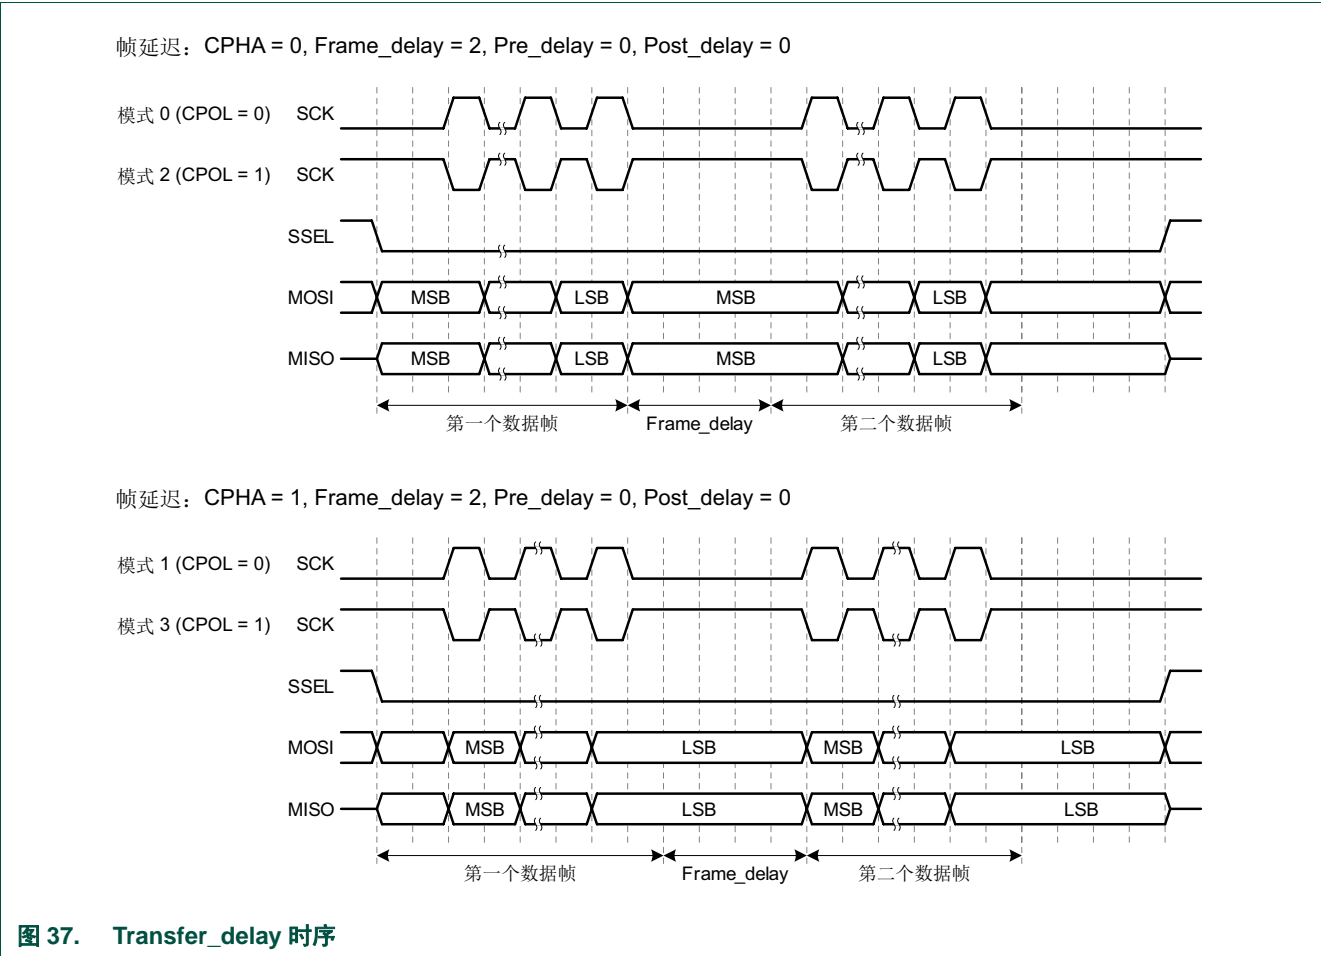 帧延迟：CPHA = 0, Frame_delay = 2, Pre_delay = 0, Post_delay = 0
模式 0 (CPOL = 0) SCK
模式 2 (CPOL = 1) SCK
SSEL
MOSI MSB LSB MSB LSB
MISO MSB LSB MSB LSB
第一个数据帧 Frame_delay 第二个数据帧
帧延迟：CPHA = 1, Frame_delay = 2, Pre_delay = 0, Post_delay = 0
模式 1 (CPOL = 0) SCK
模式 3 (CPOL = 1) SCK
SSEL
MOSI MSB LSB MSB LSB
MISO MSB LSB MSB LSB
第一个数据帧 Frame_delay 第二个数据帧
图 37. Transfer_delay 时序